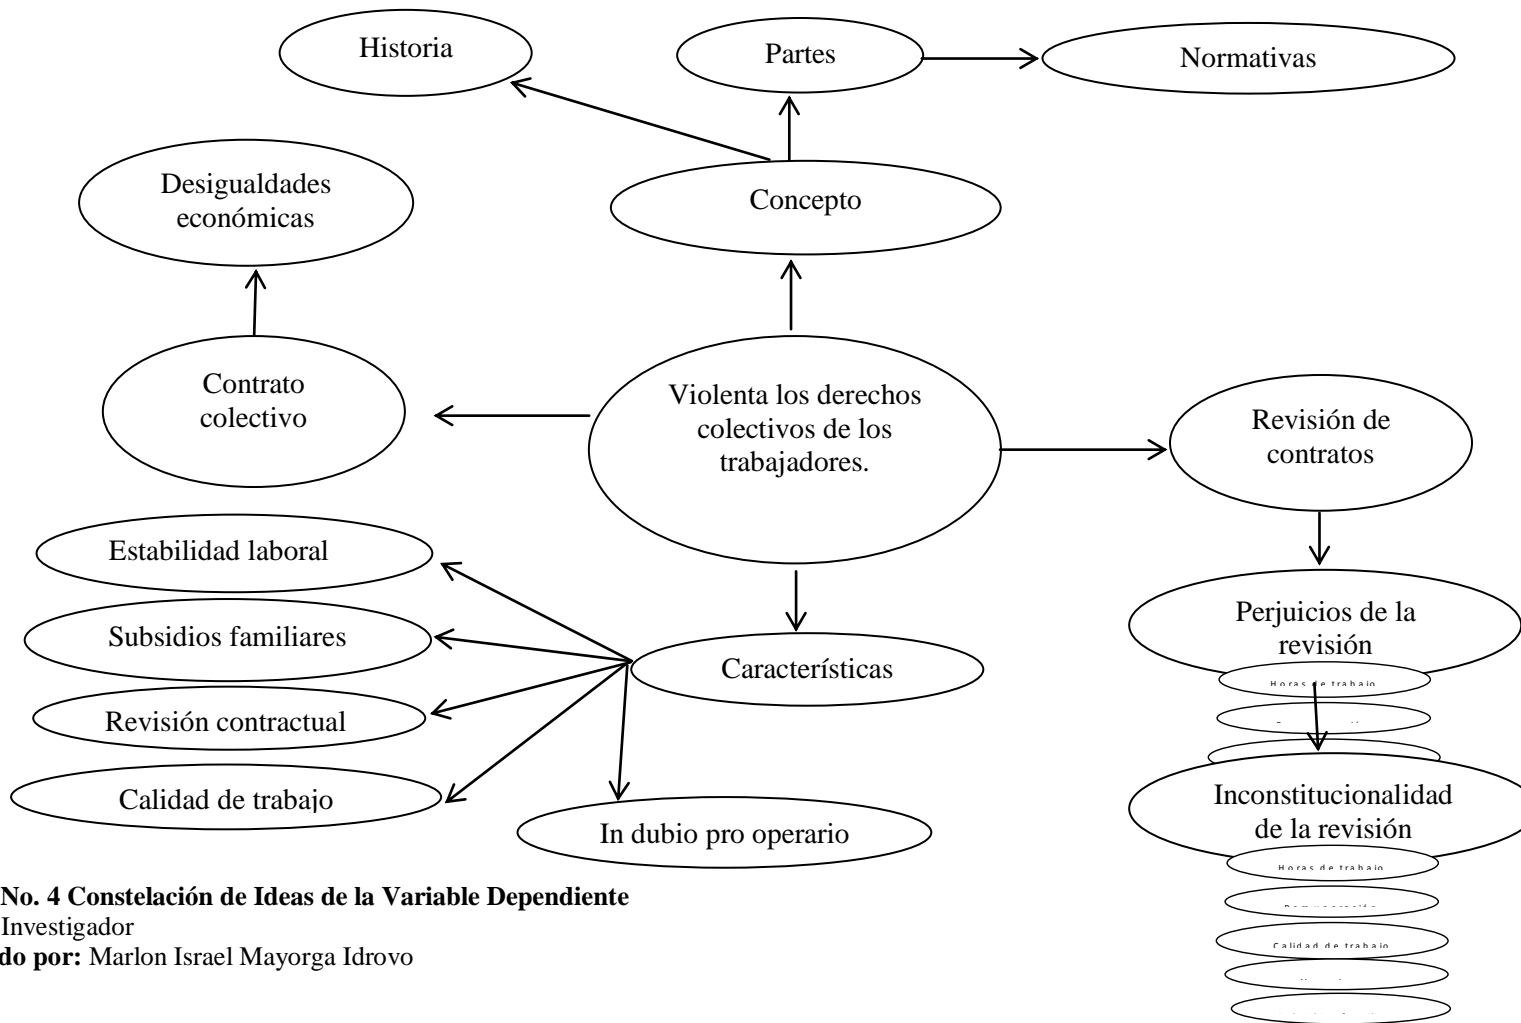 Historia
Partes
Normativas
Desigualdades
económicas
Concepto
Contrato
colectivo
Violenta los derechos
colectivos de los
trabajadores.
Revisión de
contratos
Estabilidad laboral
Subsidios familiares
Revisión contractual
Calidad de trabajo
Características
In dubio pro operario
Perjuicios de la
revisión
Horas de trabajo
Inconstitucionalidad
de la revisión
Horas de trabajo
Calidad de trabajo
No. 4 Constelación de Ideas de la Variable Dependiente
Investigador
do por: Marlon Israel Mayorga Idrovo